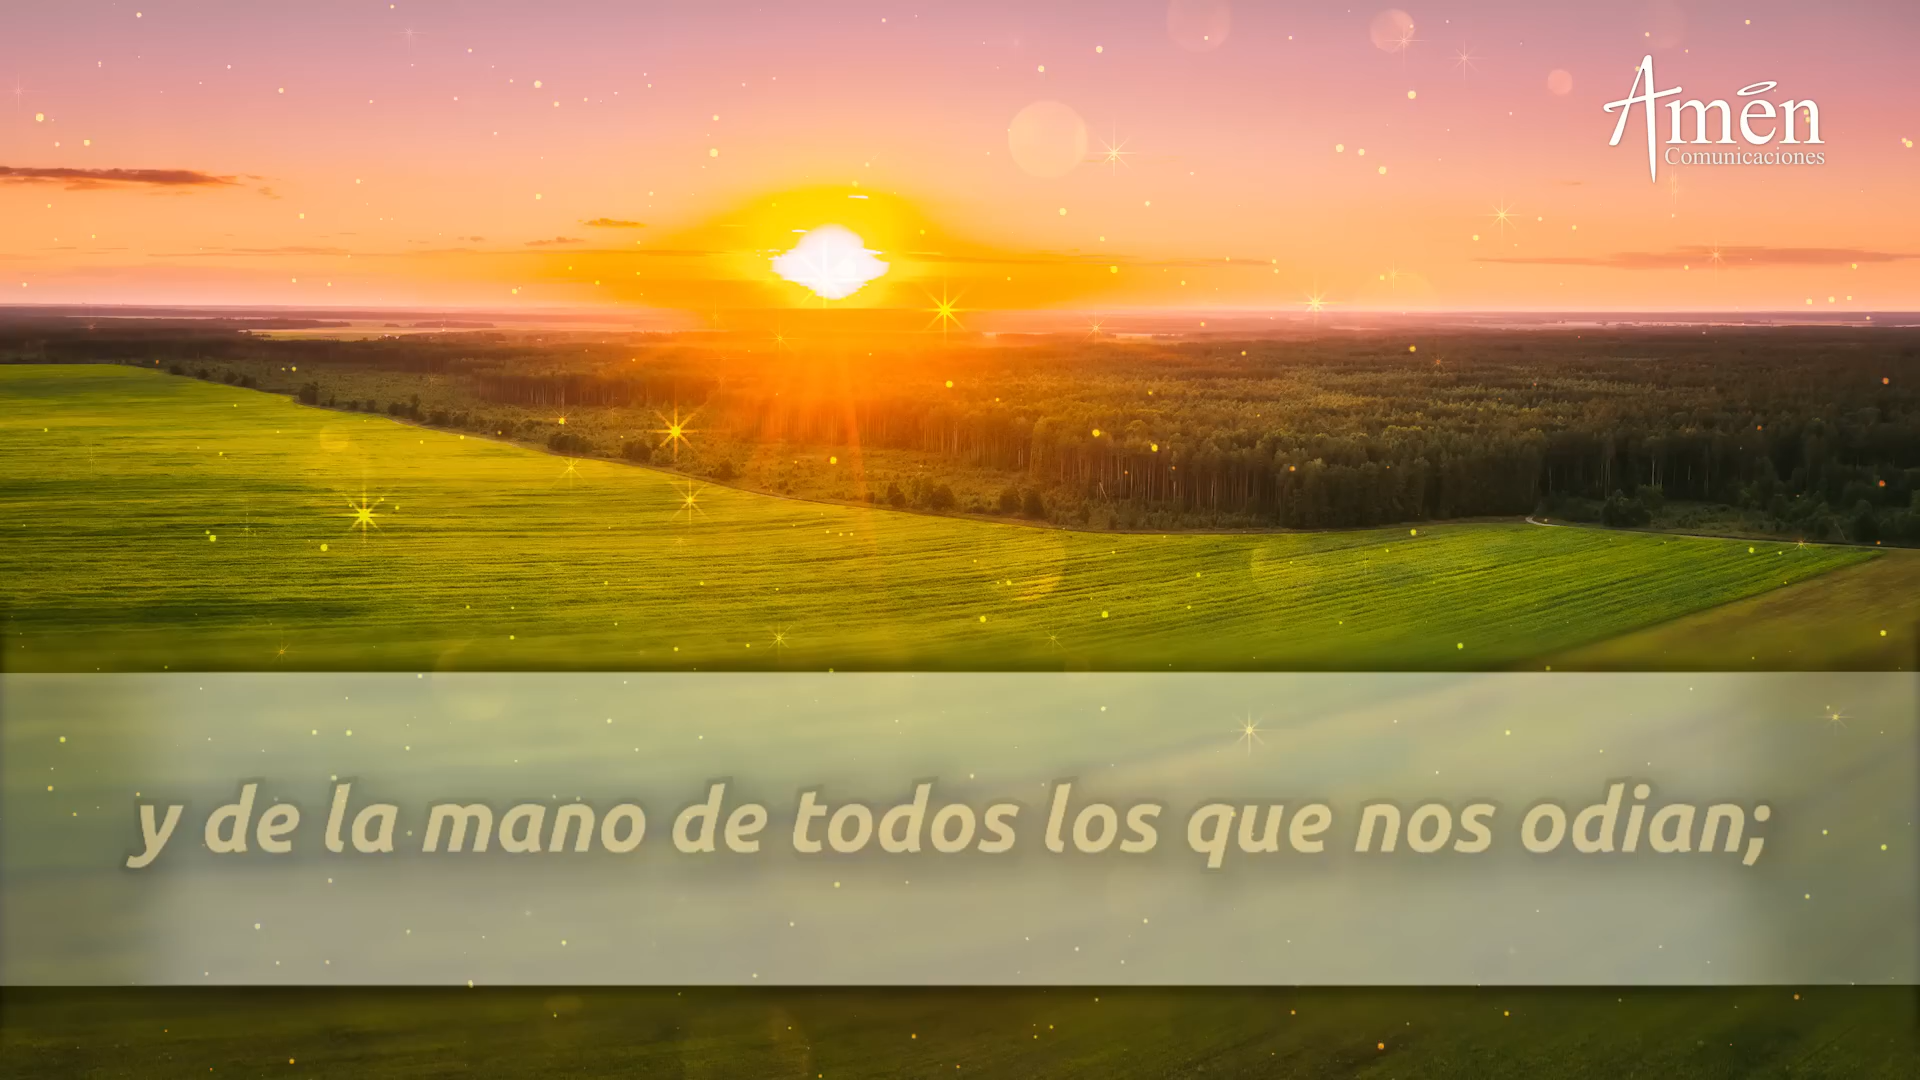 Amén
Comunicaciones
y de la mano de todos los que nos odian;